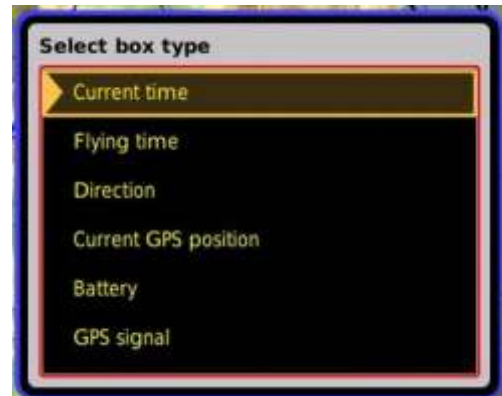 Select box type
Current time
Flying time
Direction
Current GPS position
Battery
GPS signal